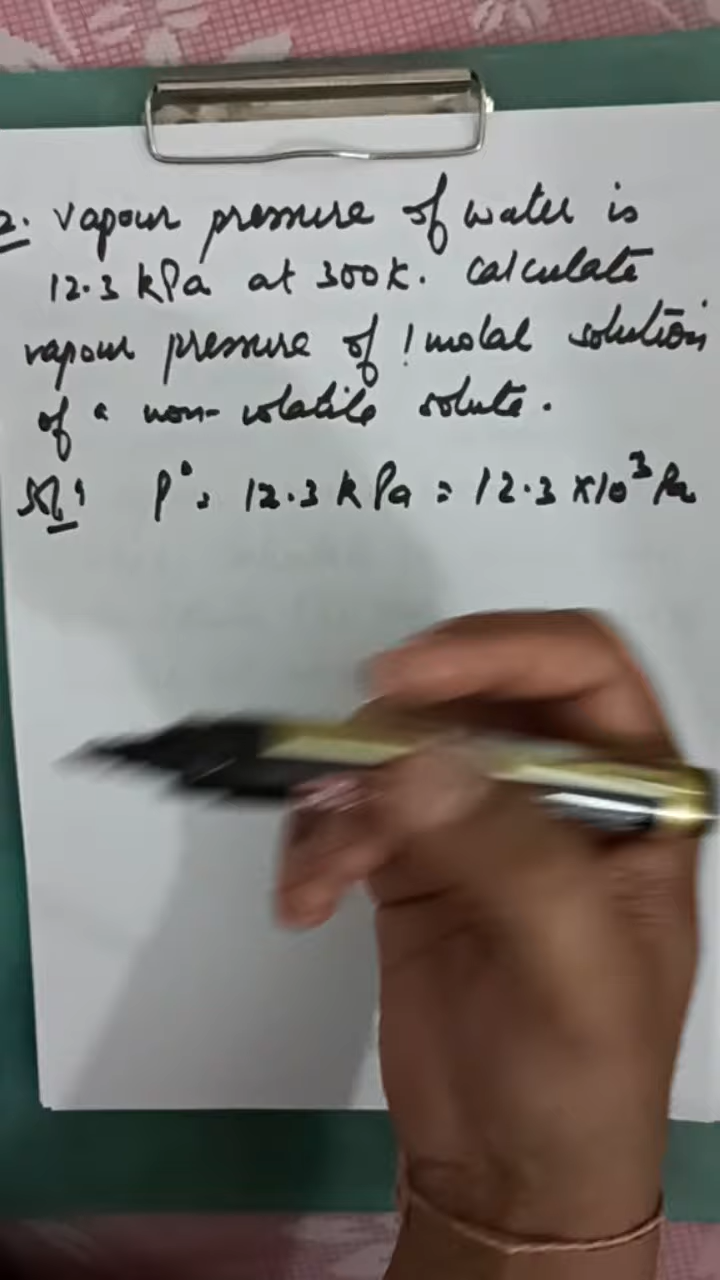 2. vapour pressure of water is
12.3 kPa at 300K. calculate
vapour pressure of 1 molal solution
of a non-volatile solute.
Sol: P° = 12.3 kPa = 12.3 x10³ Pa